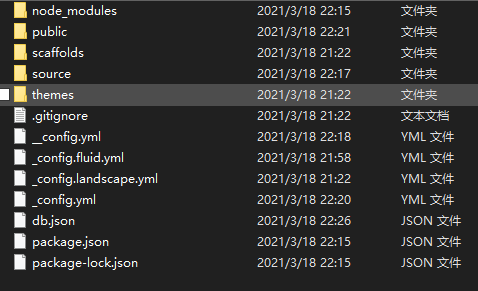 node_modules 2021/3/18 22:15 文件夹
public 2021/3/18 22:21 文件夹
scaffolds 2021/3/18 21:22 文件夹
source 2021/3/18 22:17 文件夹
themes 2021/3/18 21:22 文件夹
.gitignore 2021/3/18 21:22 文本文档
__config.yml 2021/3/18 22:18 YML 文件
_config.fluid.yml 2021/3/18 21:58 YML 文件
_config.landscape.yml 2021/3/18 21:22 YML 文件
_config.yml 2021/3/18 22:20 YML 文件
db.json 2021/3/18 22:26 JSON 文件
package.json 2021/3/18 22:15 JSON 文件
package-lock.json 2021/3/18 22:15 JSON 文件